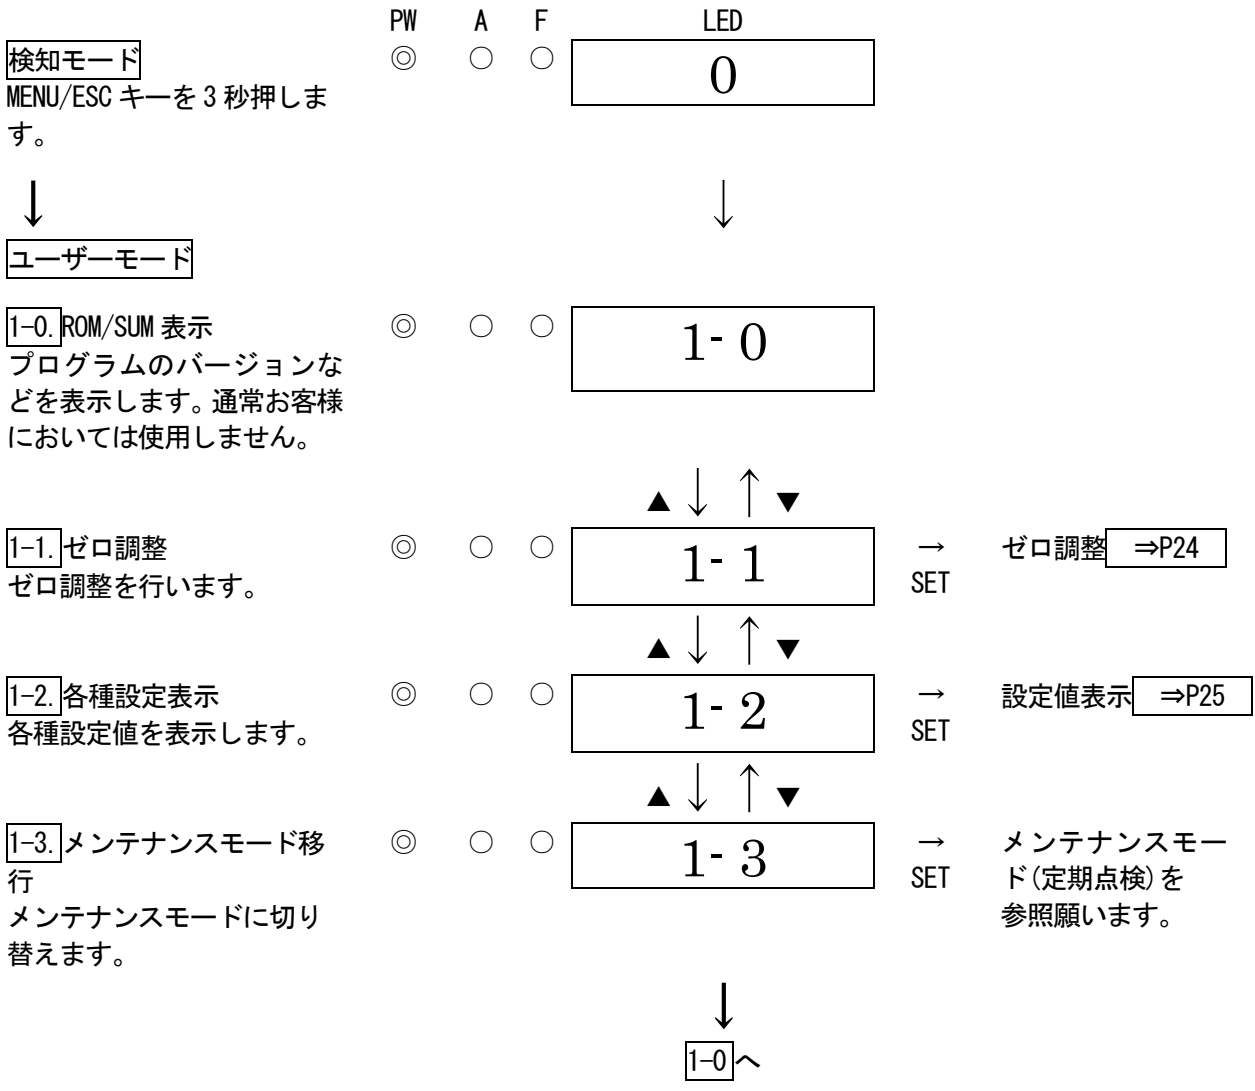 PW A F LED
検知モード ◎ ○ ○ 0
MENU/ESC キーを 3 秒押しま
す。
↓ ↓
ユーザーモード
1-0. ROM/SUM 表示 ◎ ○ ○ 1- 0
プログラムのバージョンな
どを表示します。通常お客様
においては使用しません。
▲ ↓ ↑ ▼
1-1. ゼロ調整 ◎ ○ ○ 1- 1 → ゼロ調整 ⇒P24
ゼロ調整を行います。 SET
▲ ↓ ↑ ▼
1-2. 各種設定表示 ◎ ○ ○ 1- 2 → 設定値表示 ⇒P25
各種設定値を表示します。 SET
▲ ↓ ↑ ▼
1-3. メンテナンスモード移 ◎ ○ ○ 1- 3 → メンテナンスモー
行 SET ド(定期点検)を
メンテナンスモードに切り 参照願います。
替えます。
↓
1-0 へ